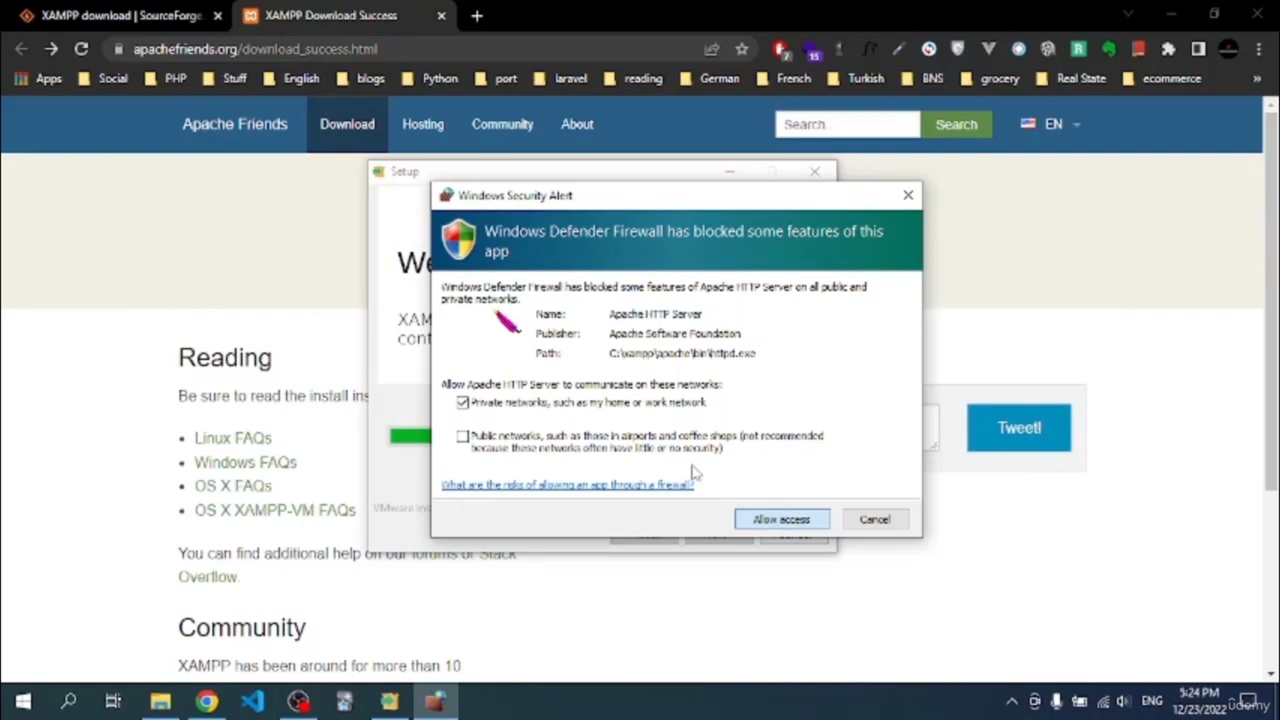 XAMPP download | SourceForge.
XAMPP Download Success
apachefriends.org/download_success.html
7
15
Apps
Social
PHP
Stuff
English
blogs
Python
port
laravel
reading
German
French
Turkish
BNS
grocery
Real State
ecommerce
»
Apache Friends
Download
Hosting
Community
About
Search...
Search
EN
Setup
Windows Security Alert
Windows Defender Firewall has blocked some features of this
app
We
Windows Defender Firewall has blocked some features of Apache HTTP Server on all public and
private networks.
XAM
cont
Name: Apache HTTP Server
Publisher: Apache Software Foundation
Path: C:\xampp\apache\bin\httpd.exe
Allow Apache HTTP Server to communicate on these networks:
Private networks, such as my home or work network
Public networks, such as those in airports and coffee shops (not recommended
because these networks often have little or no security)
What are the risks of allowing an app through a firewall?
Allow access
Cancel
VMware Ins
Reading
Be sure to read the install ins
Linux FAQs
Windows FAQs
OS X FAQs
OS X XAMPP-VM FAQs
You can find additional help on our forums or Stack
Overflow.
Tweet!
Community
XAMPP has been around for more than 10
ENG
5:24 PM
12/23/2022
udemy